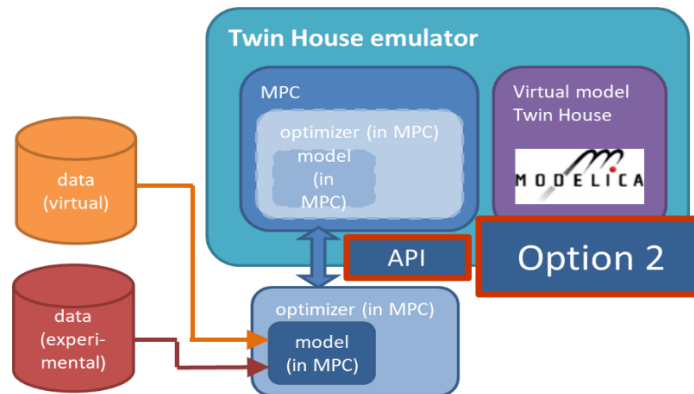 Twin House emulator
MPC
optimizer (in MPC)
model
(in
MPC)
Virtual model
Twin House
MODELICA
data
(virtual)
API
Option 2
data
(experi-
mental)
optimizer (in MPC)
model
(in MPC)